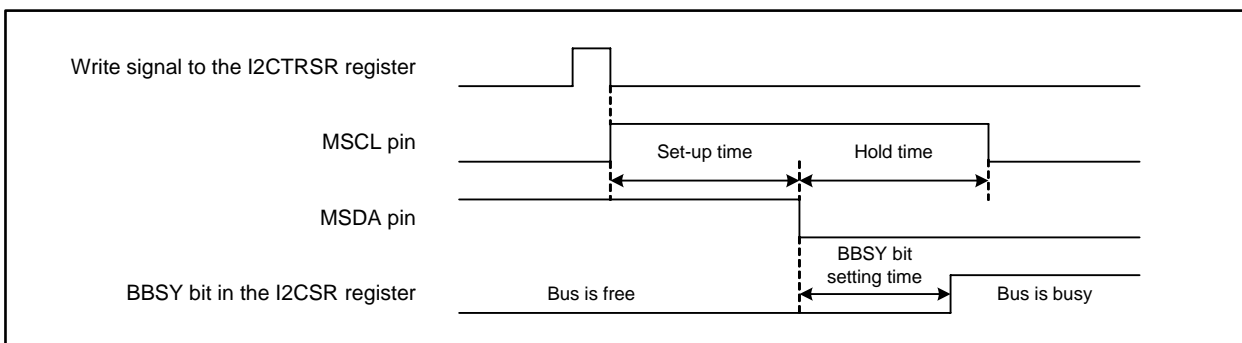 Write signal to the I2CTRSR register
MSCL pin
Set-up time
Hold time
MSDA pin
BBSY bit
setting time
BBSY bit in the I2CSR register
Bus is free
Bus is busy